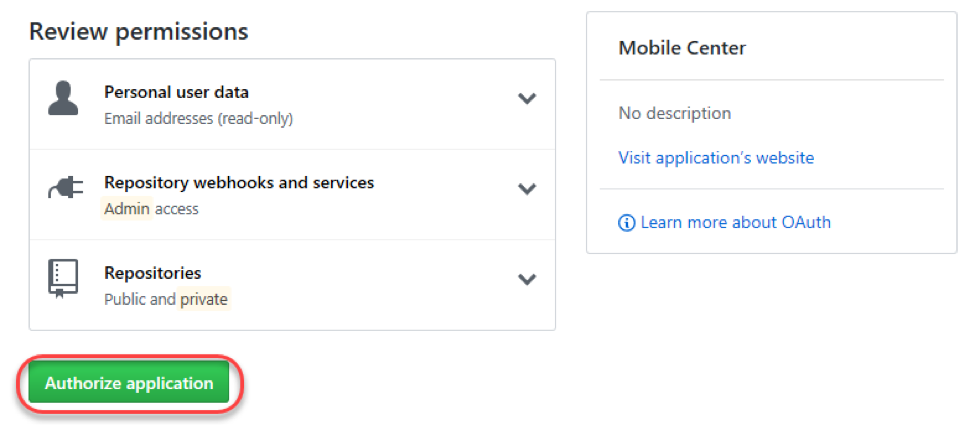 Review permissions
Personal user data
Email addresses (read-only)
Repository webhooks and services
Admin access
Repositories
Public and private
Authorize application
Mobile Center
No description
Visit application's website
Learn more about OAuth